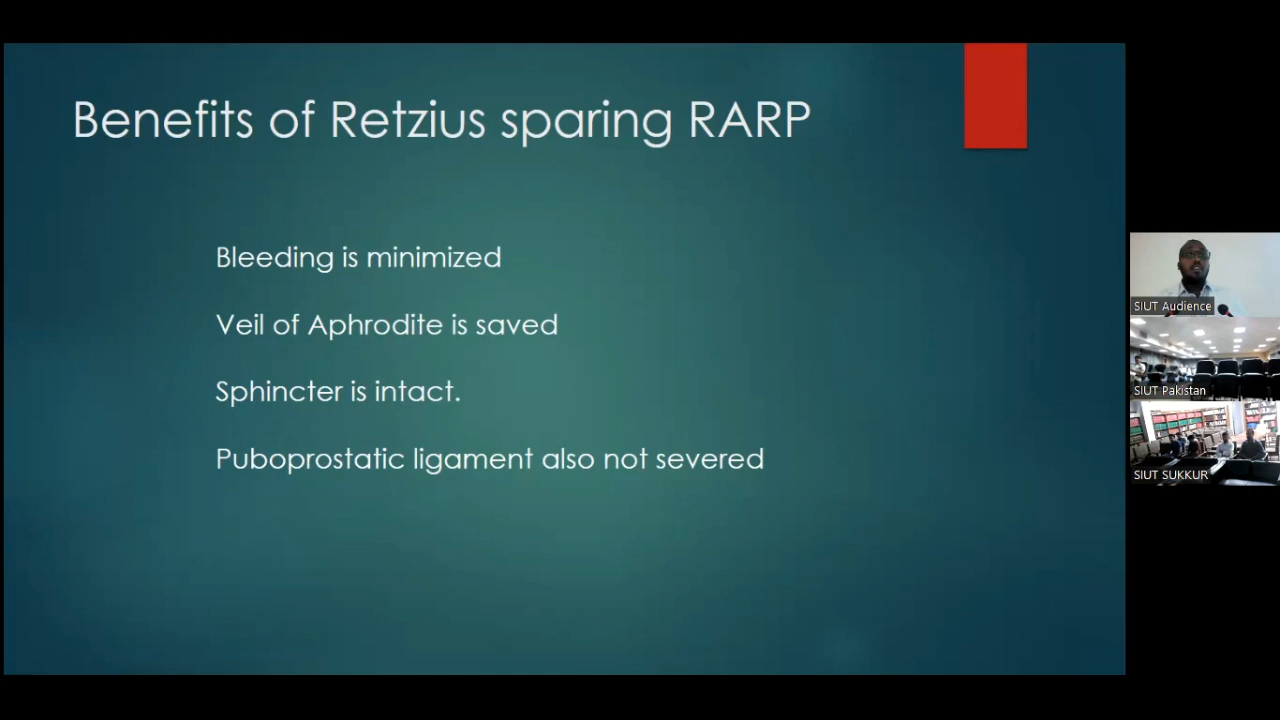 Benefits of Retzius sparing RARP
Bleeding is minimized
Veil of Aphrodite is saved
Sphincter is intact.
Puboprostatic ligament also not severed
SIUT Audience
SIUT Pakistan
SIUT SUKKUR